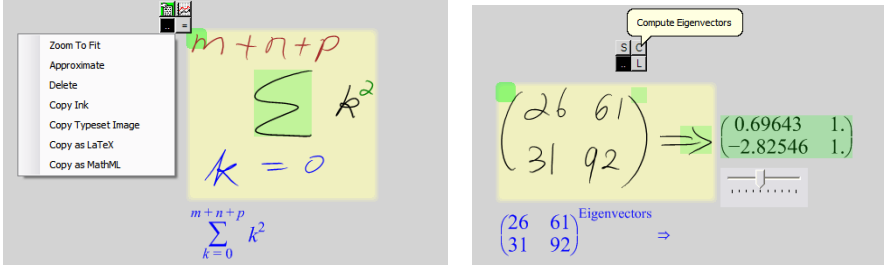 Zoom To Fit
Approximate
Delete
Copy Ink
Copy Typeset Image
Copy as LaTeX
Copy as MathML
.. =
m+n+p
∑ k²
k = 0
m+n+p
∑ k²
k=0
Compute Eigenvectors
S C
.. L
(26 61
31 92) ⇒
(0.69643 1.
−2.82546 1.)
(26 61
31 92) Eigenvectors ⇒